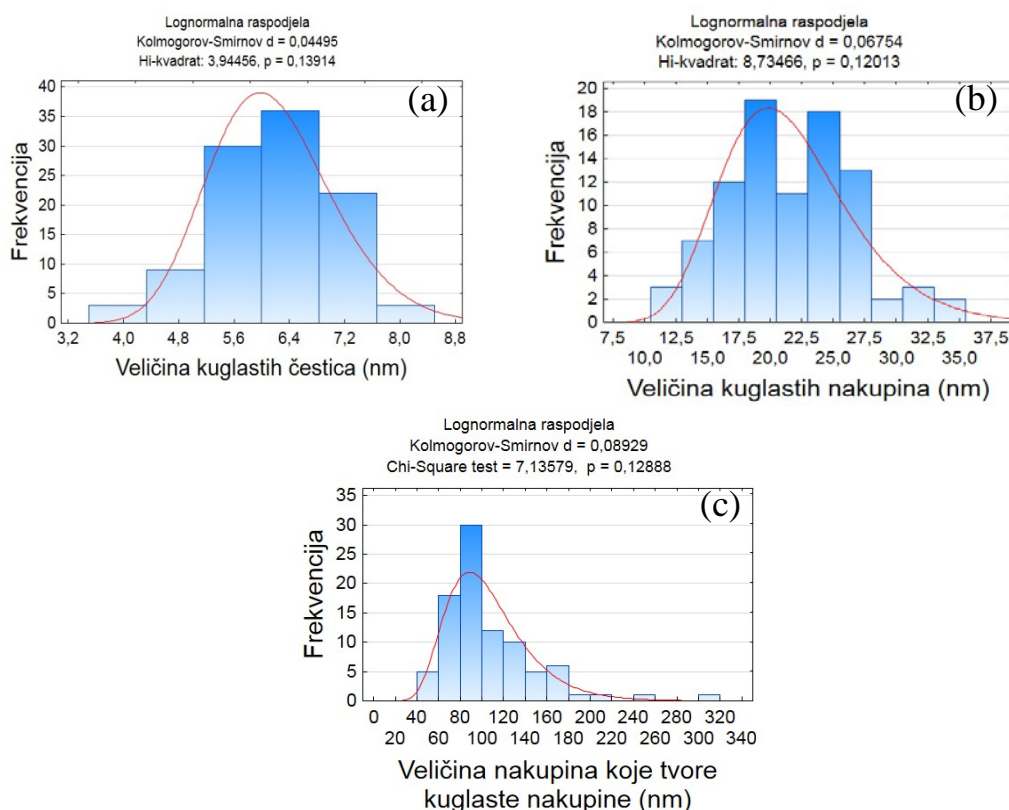 Lognormalna raspodjela
Kolmogorov-Smirnov d = 0,04495
Hi-kvadrat: 3,94456, p = 0,13914
(a)
40
35
30
25
20
15
10
5
0
Frekvencija
3,2 4,0 4,8 5,6 6,4 7,2 8,0 8,8
Veličina kuglastih čestica (nm)
Lognormalna raspodjela
Kolmogorov-Smirnov d = 0,06754
Hi-kvadrat: 8,73466, p = 0,12013
(b)
20
18
16
14
12
10
8
6
4
2
0
Frekvencija
7,5 12,5 17,5 22,5 27,5 32,5 37,5
10,0 15,0 20,0 25,0 30,0 35,0
Veličina kuglastih nakupina (nm)
Lognormalna raspodjela
Kolmogorov-Smirnov d = 0,08929
Chi-Square test = 7,13579, p = 0,12888
(c)
35
30
25
20
15
10
5
0
Frekvencija
0 40 80 120 160 200 240 280 320
20 60 100 140 180 220 260 300 340
Veličina nakupina koje tvore
kuglaste nakupine (nm)